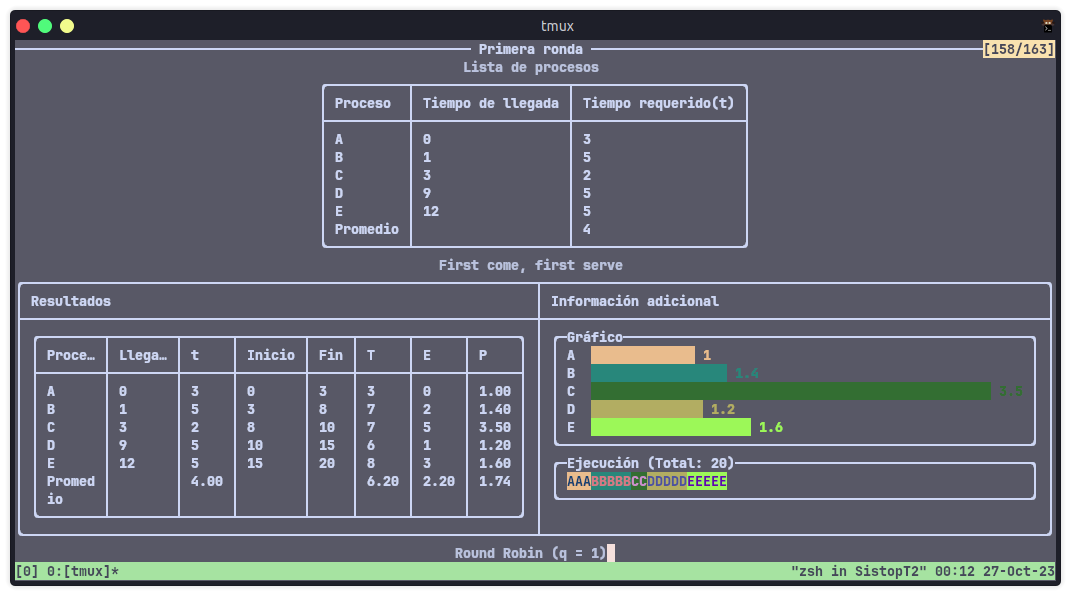 tmux
Primera ronda [158/163]
Lista de procesos
Proceso Tiempo de llegada Tiempo requerido(t)
A 0 3
B 1 5
C 3 2
D 9 5
E 12 5
Promedio 4
First come, first serve
Resultados
Proce… Llega… t Inicio Fin T E P
A 0 3 0 3 3 0 1.00
B 1 5 3 8 7 2 1.40
C 3 2 8 10 7 5 3.50
D 9 5 10 15 6 1 1.20
E 12 5 15 20 8 3 1.60
Promed 4.00 6.20 2.20 1.74
io
Información adicional
Gráfico
A 1
B 1.4
C 3.5
D 1.2
E 1.6
Ejecución (Total: 20)
AAABBBBBCCDDDDDEEEEE
Round Robin (q = 1)
[0] 0:[tmux]* "zsh in SistopT2" 00:12 27-Oct-23